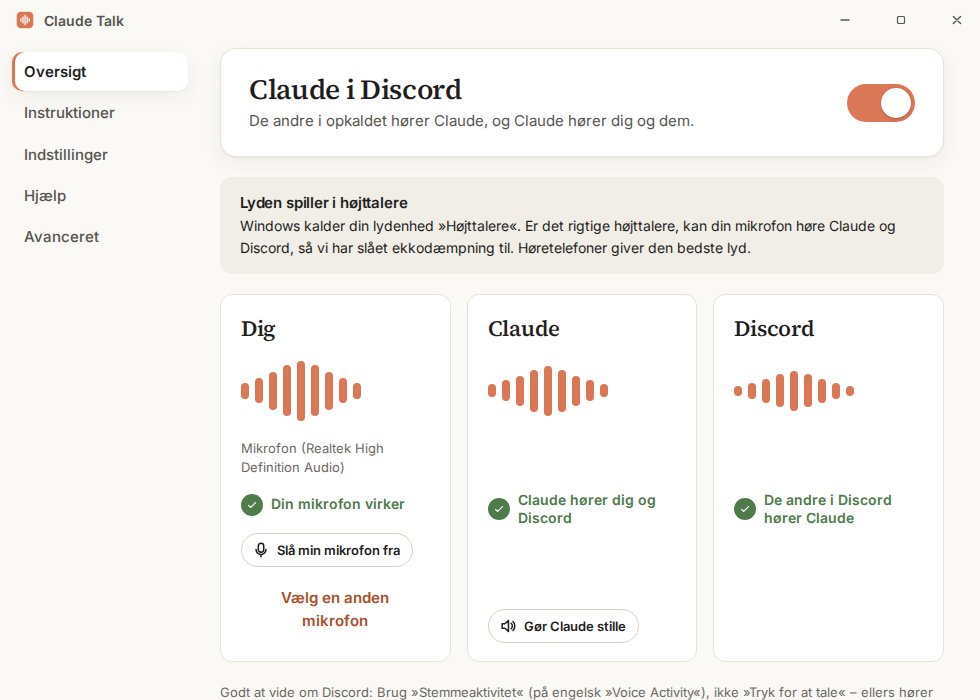 Claude Talk
Oversigt
Instruktioner
Indstillinger
Hjælp
Avanceret
Claude i Discord
De andre i opkaldet hører Claude, og Claude hører dig og dem.
Lyden spiller i højttalere
Windows kalder din lydenhed »Højttalere«. Er det rigtige højttalere, kan din mikrofon høre Claude og
Discord, så vi har slået ekkodæmpning til. Høretelefoner giver den bedste lyd.
Dig
Mikrofon (Realtek High
Definition Audio)
Din mikrofon virker
Slå min mikrofon fra
Vælg en anden
mikrofon
Claude
Claude hører dig og
Discord
Gør Claude stille
Discord
De andre i Discord
hører Claude
Godt at vide om Discord: Brug »Stemmeaktivitet« (på engelsk »Voice Activity«), ikke »Tryk for at tale« – ellers hører